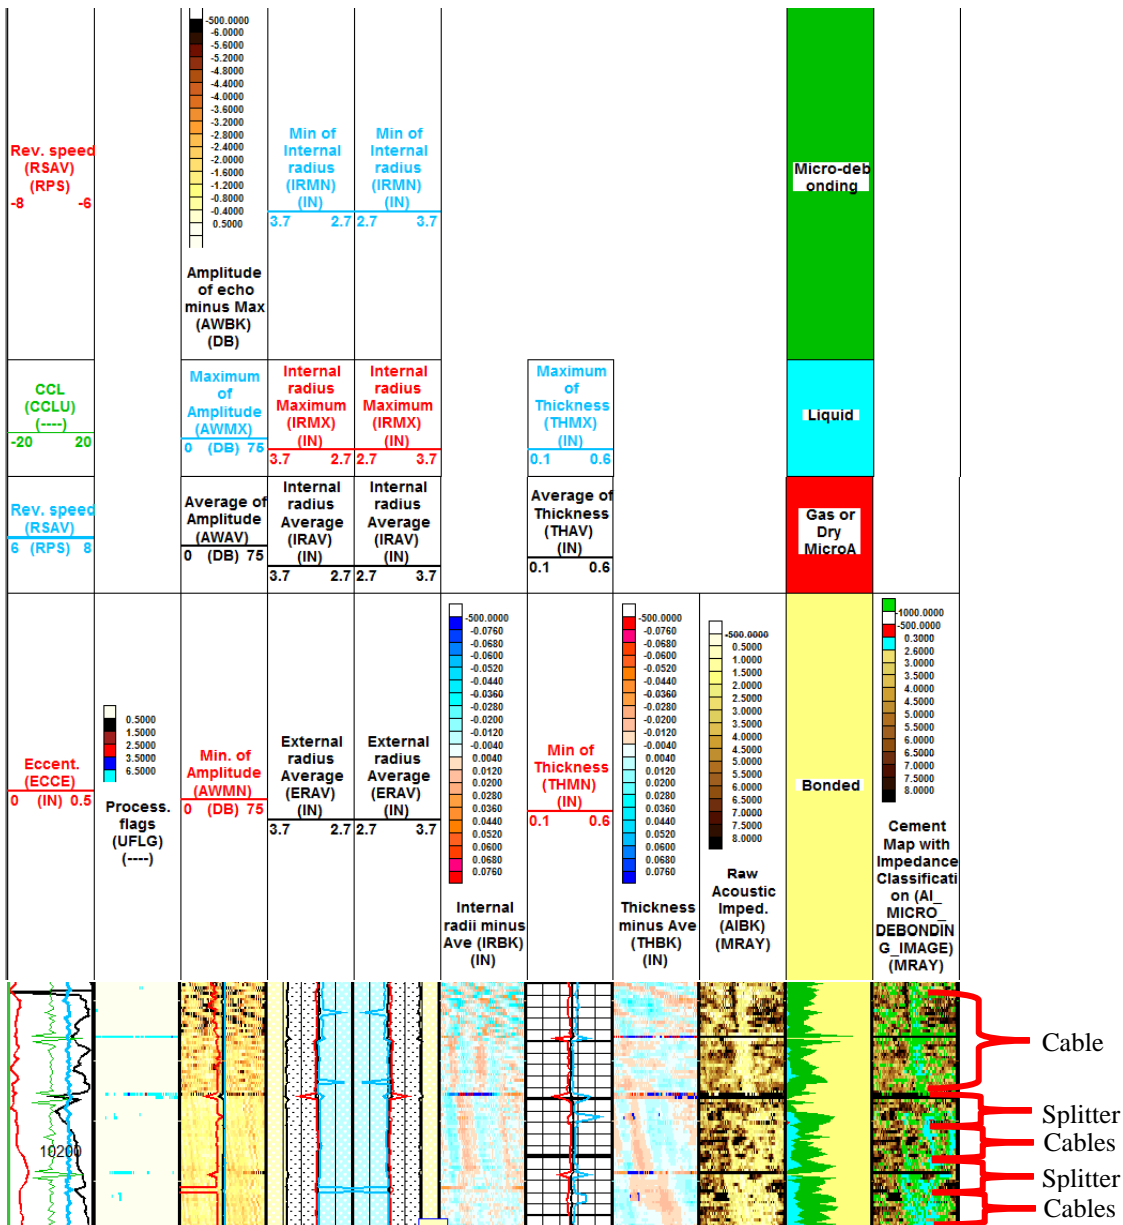 -500.0000
-6.0000
-5.6000
-5.2000
-4.8000
-4.4000
-4.0000
-3.6000
-3.2000
-2.8000
-2.4000
-2.0000
-1.6000
-1.2000
-0.8000
-0.4000
0.5000
Amplitude
of echo
minus Max
(AWBK)
(DB)
Rev. speed
(RSAV)
(RPS)
-8 -6
Min of
Internal
radius
(IRMN)
(IN)
3.7 2.7
Min of
Internal
radius
(IRMN)
(IN)
2.7 3.7
Micro-deb
onding
CCL
(CCLU)
(----)
-20 20
Maximum
of
Amplitude
(AWMX)
0 (DB) 75
Internal
radius
Maximum
(IRMX)
(IN)
3.7 2.7
Internal
radius
Maximum
(IRMX)
(IN)
2.7 3.7
Maximum
of
Thickness
(THMX)
(IN)
0.1 0.6
Liquid
Rev. speed
(RSAV)
6 (RPS) 8
Average of
Amplitude
(AWAV)
0 (DB) 75
Internal
radius
Average
(IRAV)
(IN)
3.7 2.7
Internal
radius
Average
(IRAV)
(IN)
2.7 3.7
Average of
Thickness
(THAV)
(IN)
0.1 0.6
Gas or
Dry
MicroA
Eccent.
(ECCE)
0 (IN) 0.5
0.5000
1.5000
2.5000
3.5000
6.5000
Process.
flags
(UFLG)
(----)
Min. of
Amplitude
(AWMN)
0 (DB) 75
External
radius
Average
(ERAV)
(IN)
3.7 2.7
External
radius
Average
(ERAV)
(IN)
2.7 3.7
-500.0000
-0.0760
-0.0680
-0.0600
-0.0520
-0.0440
-0.0360
-0.0280
-0.0200
-0.0120
-0.0040
0.0040
0.0120
0.0200
0.0280
0.0360
0.0440
0.0520
0.0600
0.0680
0.0760
Internal
radii minus
Ave (IRBK)
(IN)
Min of
Thickness
(THMN)
(IN)
0.1 0.6
-500.0000
-0.0760
-0.0680
-0.0600
-0.0520
-0.0440
-0.0360
-0.0280
-0.0200
-0.0120
-0.0040
0.0040
0.0120
0.0200
0.0280
0.0360
0.0440
0.0520
0.0600
0.0680
0.0760
Thickness
minus Ave
(THBK)
(IN)
-500.0000
0.5000
1.0000
1.5000
2.0000
2.5000
3.0000
3.5000
4.0000
4.5000
5.0000
5.5000
6.0000
6.5000
7.0000
7.5000
8.0000
Raw
Acoustic
Imped.
(AIBK)
(MRAY)
Bonded
-1000.0000
-500.0000
0.3000
2.6000
3.0000
3.5000
4.0000
4.5000
5.0000
5.5000
6.0000
6.5000
7.0000
7.5000
8.0000
Cement
Map with
Impedance
Classificati
on (AI_
MICRO_
DEBONDIN
G_IMAGE)
(MRAY)
10200
Cable
Splitter
Cables
Splitter
Cables